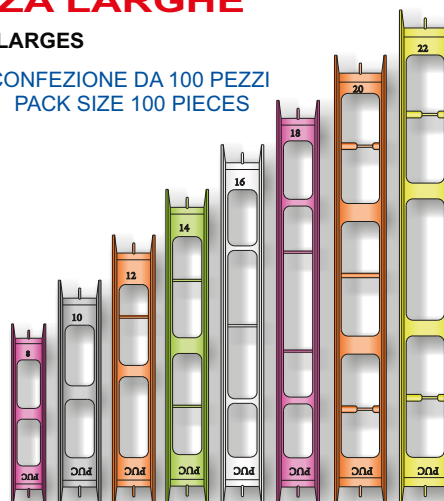 ZA LARGHE
LARGES
CONFEZIONE DA 100 PEZZI
PACK SIZE 100 PIECES
22
20
18
16
14
12
10
8
PUC
PUC
PUC
PUC
PUC
PUC
PUC
PUC